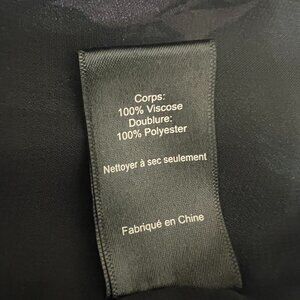 Corps:
100% Viscose
Doublure:
100% Polyester
Nettoyer à sec seulement
Fabriqué en Chine